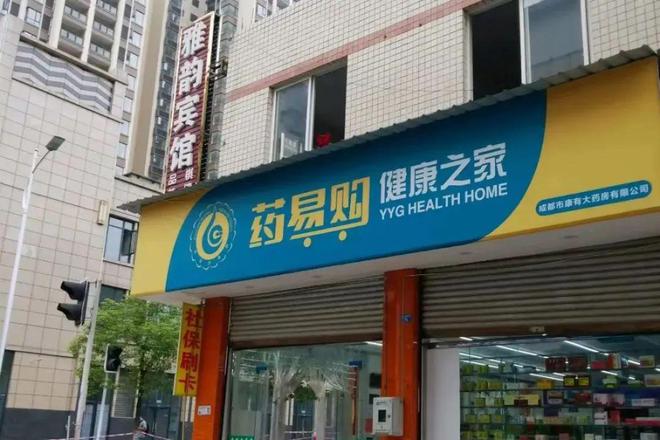 雅韵宾馆
药易购
健康之家
YYG HEALTH HOME
成都市康有大药房有限公司
社保刷卡